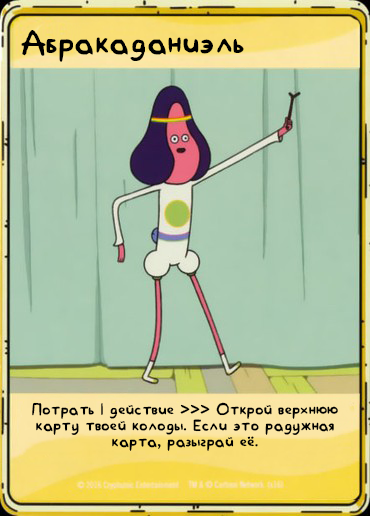 Абракаданиэль
Потрать 1 действие >>> Открой верхнюю
карту твоей колоды. Если это радужная
карта, разыграй её.